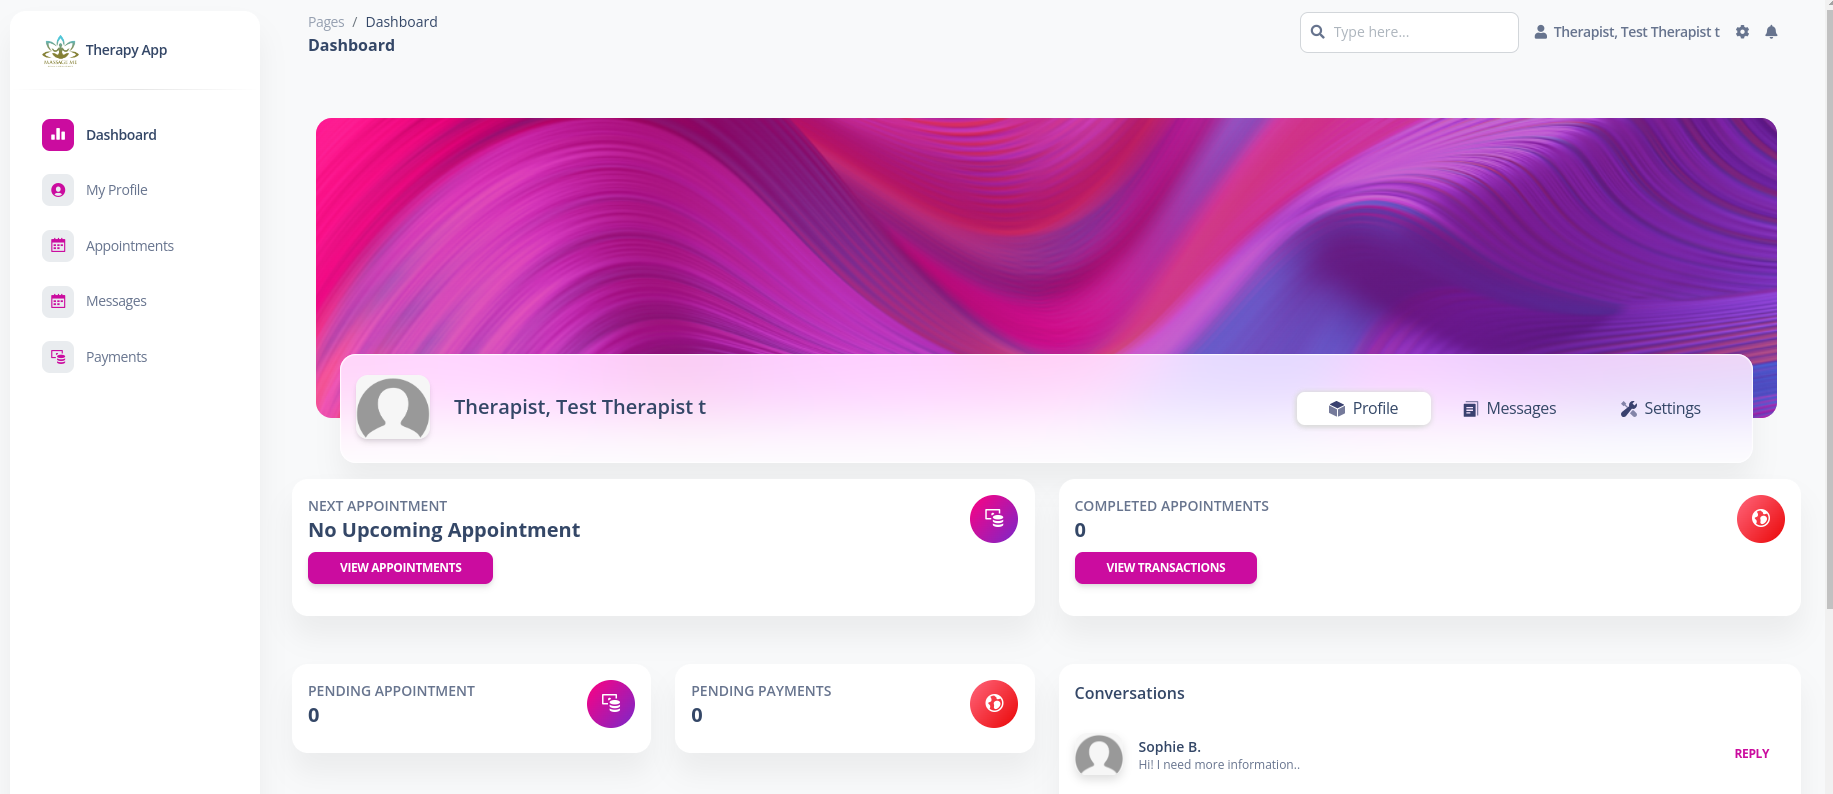 MASSAGE ME
Therapy App
Dashboard
My Profile
Appointments
Messages
Payments
Pages / Dashboard
Dashboard
Type here...
Therapist, Test Therapist t
Therapist, Test Therapist t
Profile
Messages
Settings
NEXT APPOINTMENT
No Upcoming Appointment
VIEW APPOINTMENTS
COMPLETED APPOINTMENTS
0
VIEW TRANSACTIONS
PENDING APPOINTMENT
0
PENDING PAYMENTS
0
Conversations
Sophie B.
Hi! I need more information..
REPLY